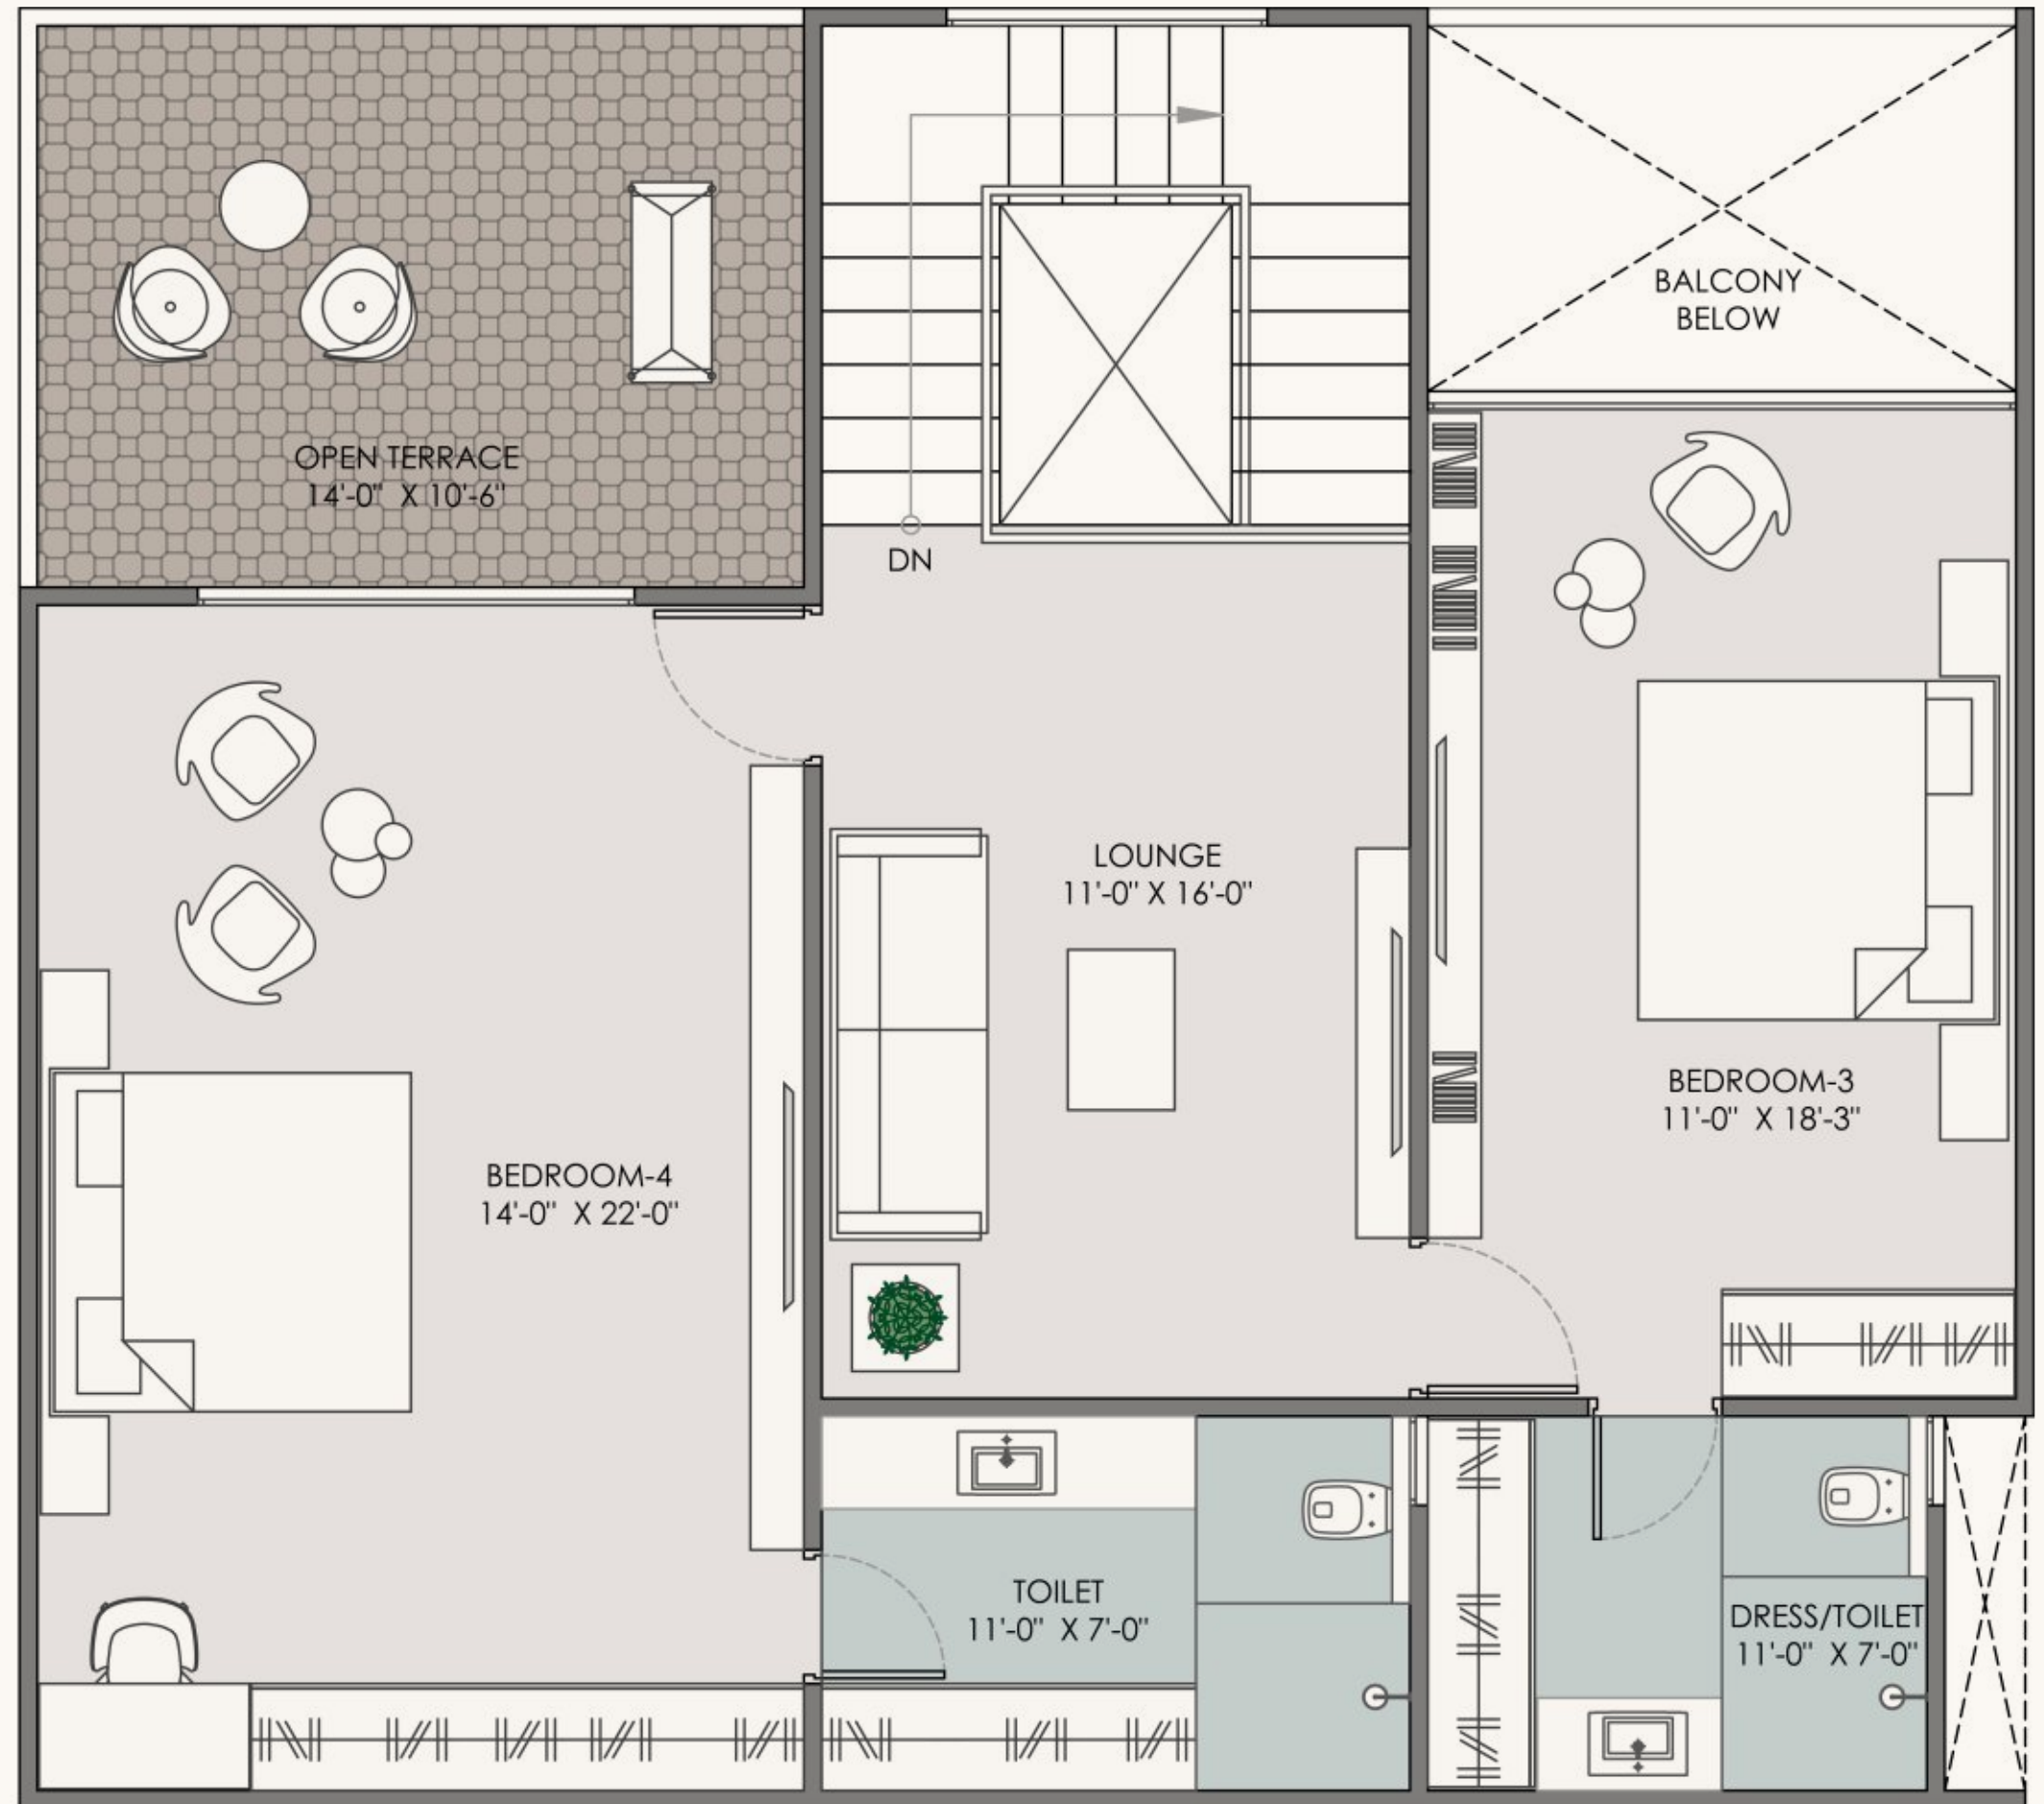 BALCONY
BELOW
OPEN TERRACE
14'-0" X 10'-6"
DN
LOUNGE
11'-0" X 16'-0"
BEDROOM-3
11'-0" X 18'-3"
BEDROOM-4
14'-0" X 22'-0"
TOILET
11'-0" X 7'-0"
DRESS/TOILET
11'-0" X 7'-0"